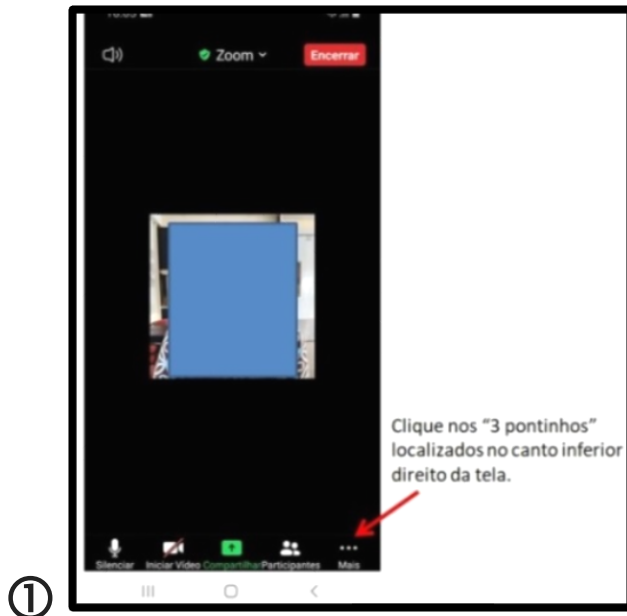 Zoom
Encerrar
Clique nos “3 pontinhos”
localizados no canto inferior
direito da tela.
Silenciar Iniciar Vídeo Compartilhar Participantes Mais
①